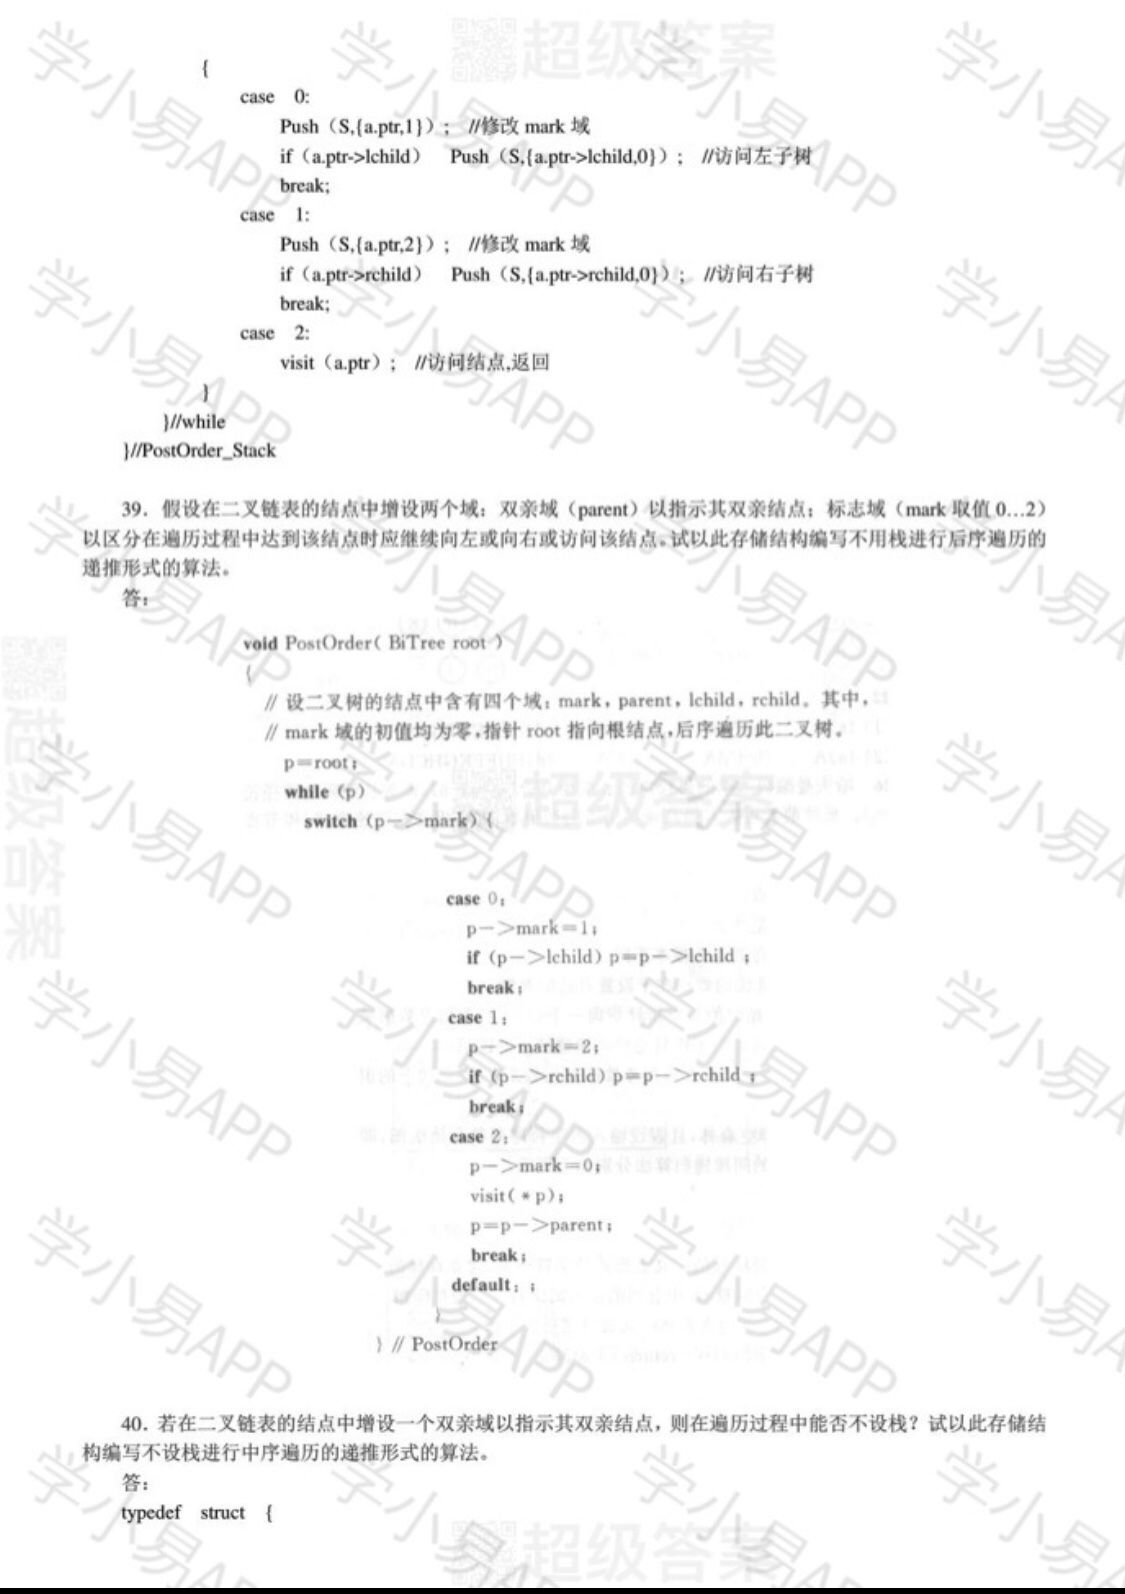 {
case 0:
Push（S,{a.ptr,1}）; //修改 mark 域
if（a.ptr->lchild） Push（S,{a.ptr->lchild,0}）; //访问左子树
break;
case 1:
Push（S,{a.ptr,2}）; //修改 mark 域
if（a.ptr->rchild） Push（S,{a.ptr->rchild,0}）; //访问右子树
break;
case 2:
visit（a.ptr）; //访问结点,返回
}
}//while
}//PostOrder_Stack
39．假设在二叉链表的结点中增设两个域：双亲域（parent）以指示其双亲结点；标志域（mark 取值 0…2）
以区分在遍历过程中达到该结点时应继续向左或向右或访问该结点。试以此存储结构编写不用栈进行后序遍历的
递推形式的算法。
答：
void PostOrder( BiTree root )
{
// 设二叉树的结点中含有四个域：mark，parent，lchild，rchild。其中，
// mark 域的初值均为零，指针 root 指向根结点，后序遍历此二叉树。
p=root;
while (p)
switch (p->mark) {
case 0:
p->mark=1;
if (p->lchild) p=p->lchild ;
break;
case 1:
p->mark=2;
if (p->rchild) p=p->rchild ;
break;
case 2:
p->mark=0;
visit( * p);
p=p->parent;
break;
default: ;
}
} // PostOrder
40．若在二叉链表的结点中增设一个双亲域以指示其双亲结点，则在遍历过程中能否不设栈？试以此存储结
构编写不设栈进行中序遍历的递推形式的算法。
答：
typedef struct {
学小易APP
超级答案